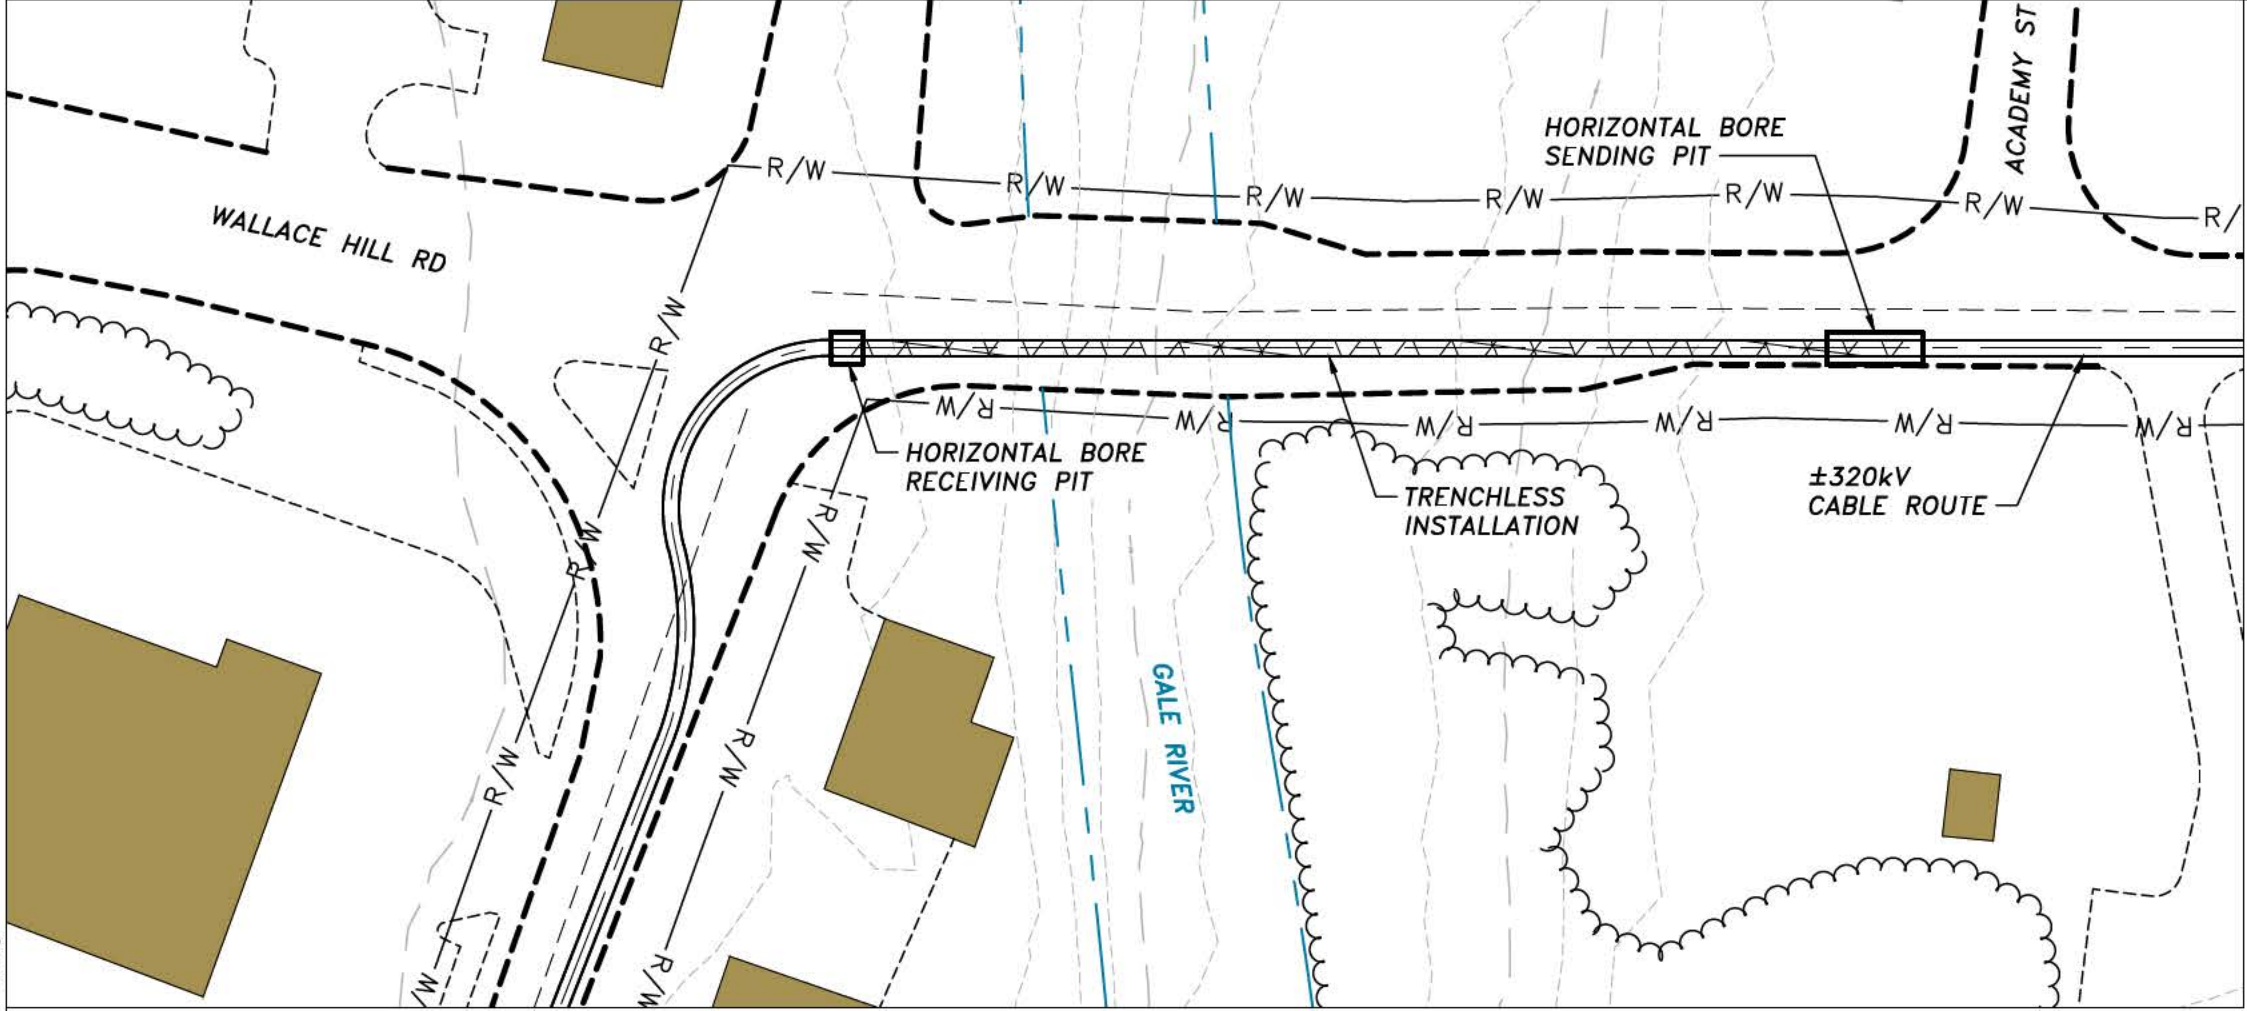 ACADEMY ST
HORIZONTAL BORE
SENDING PIT
R/W
R/W
R/W
R/W
R/W
R/W
R/
WALLACE HILL RD
R/W
R/W
R/W
R/W
R/W
R/W
R/W
R/W
HORIZONTAL BORE
RECEIVING PIT
TRENCHLESS
INSTALLATION
±320kV
CABLE ROUTE
R/W
R/W
R/W
GALE RIVER
R/W
R/W
R/W
/W